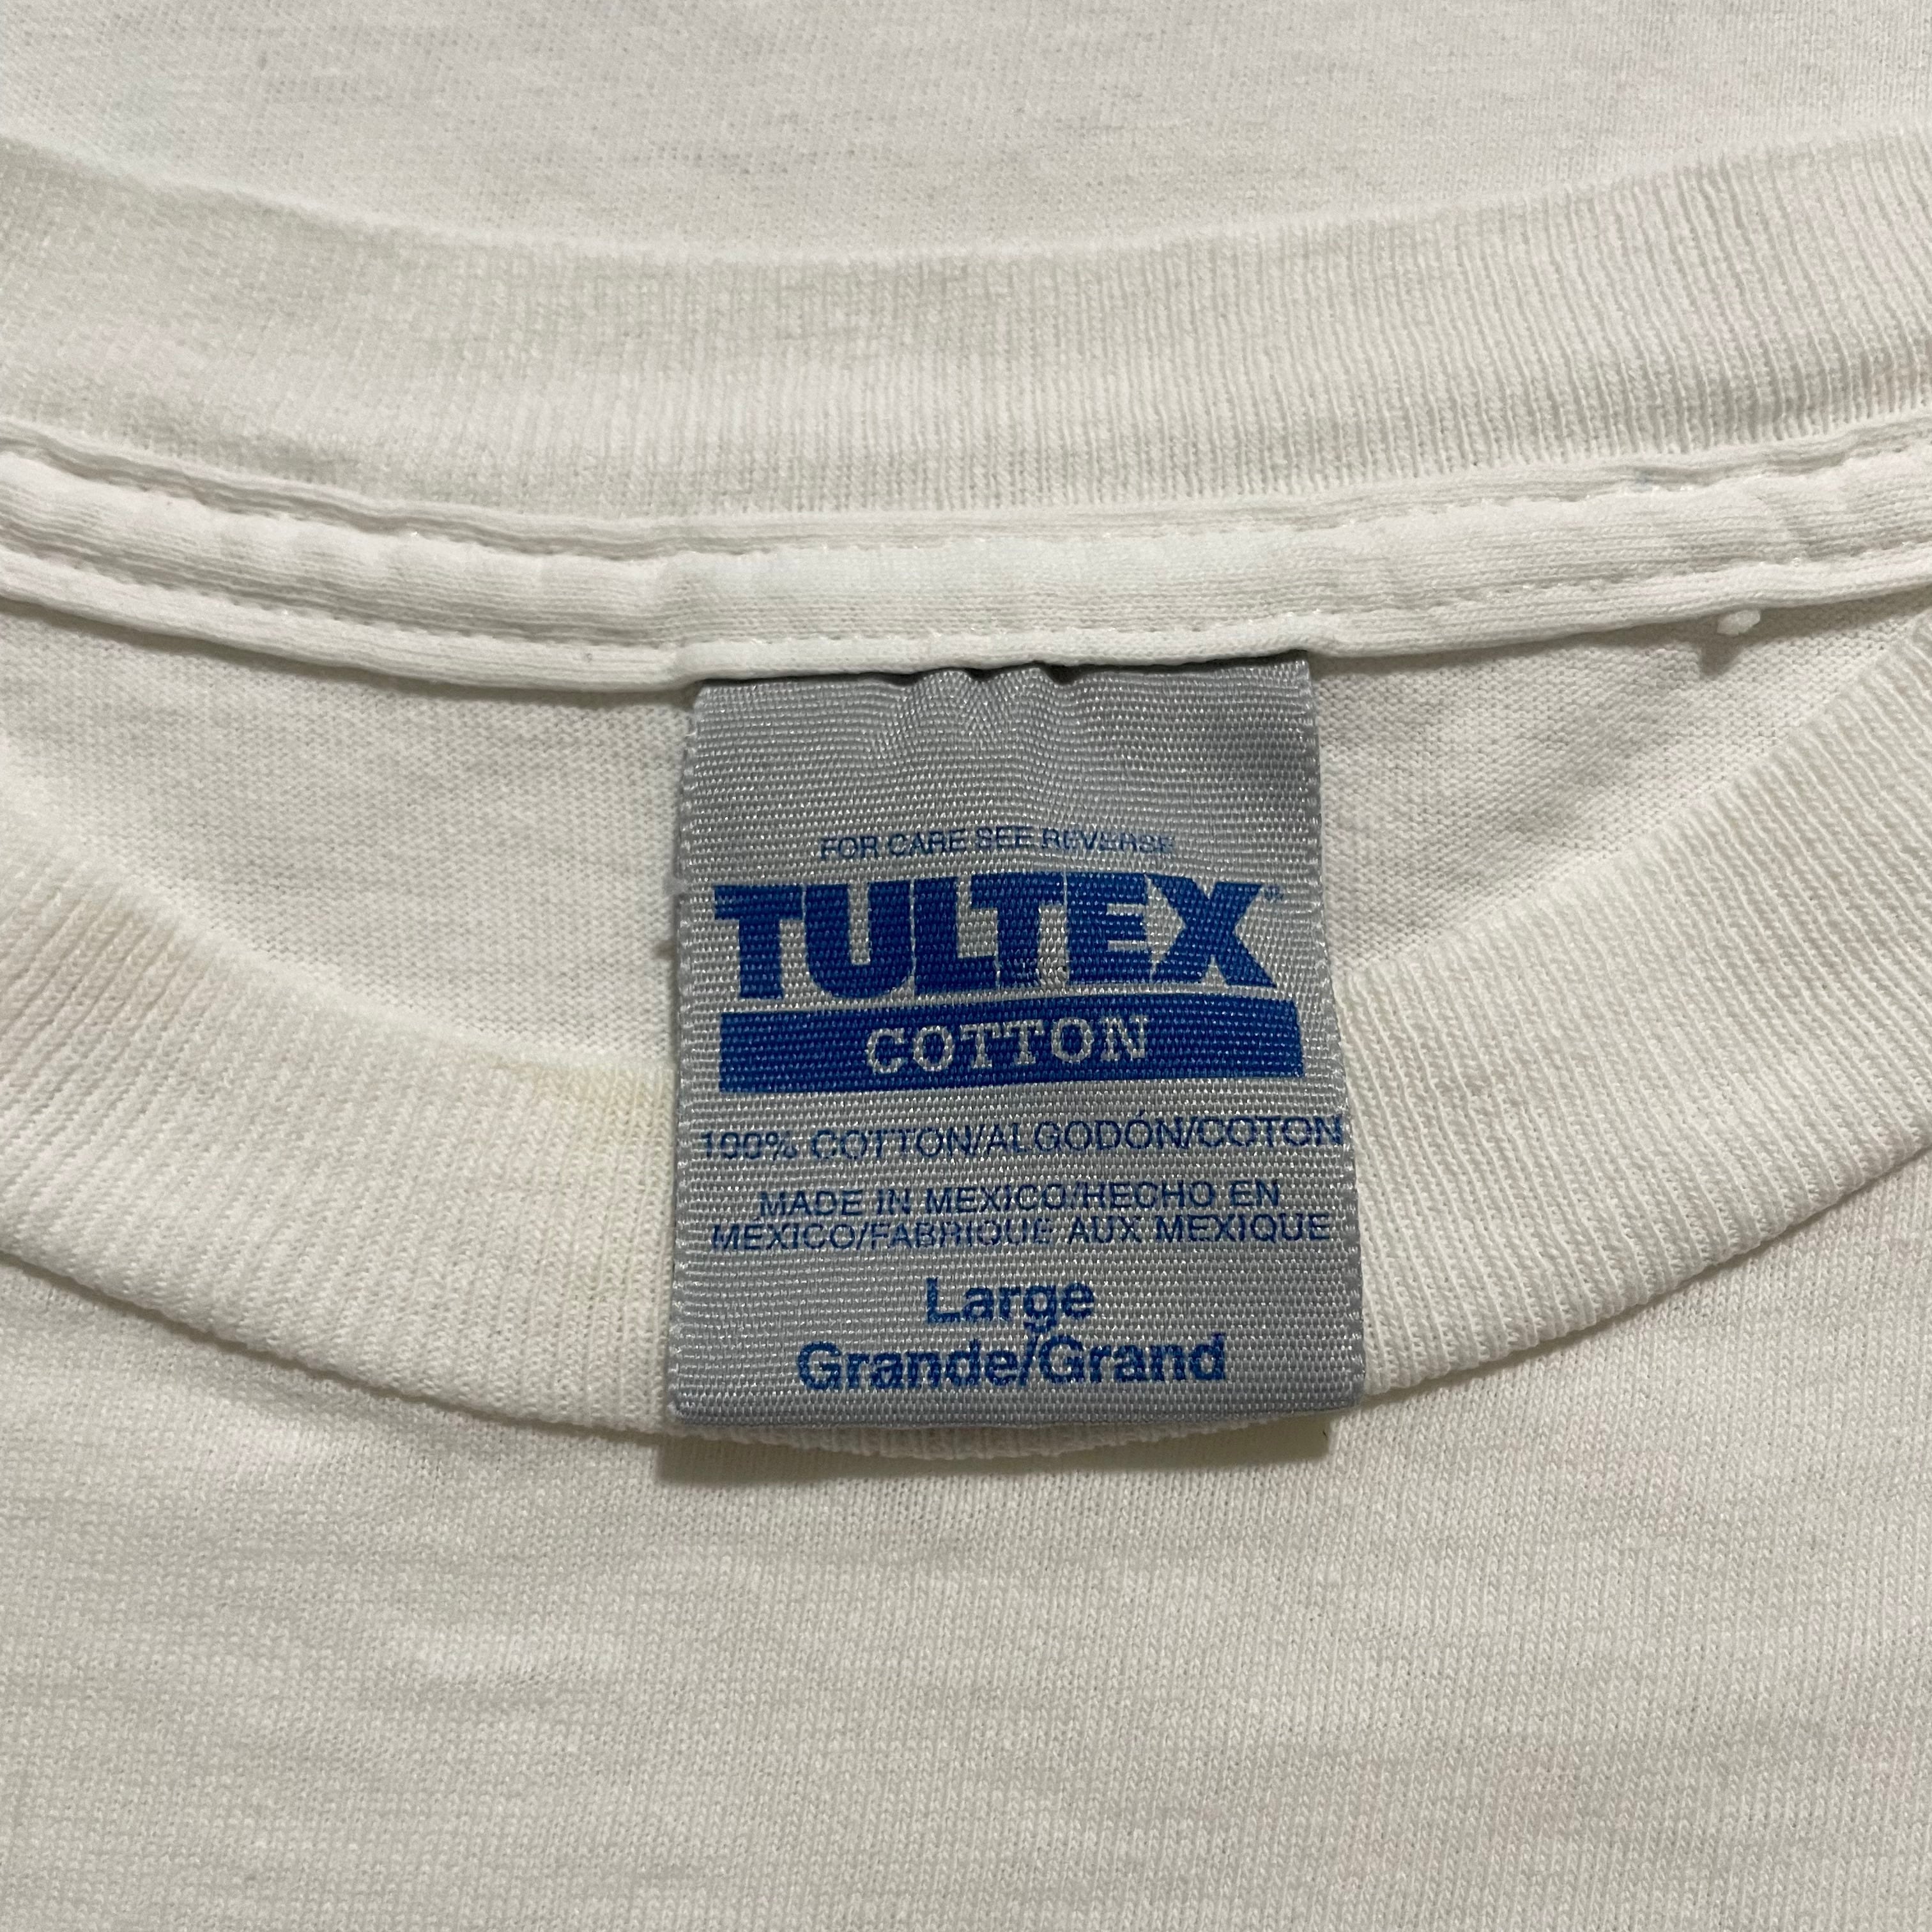 FOR CARE SEE REVERSE
TULTEX®
COTTON
100% COTTON/ALGODÓN/COTON
MADE IN MEXICO/HECHO EN
MEXICO/FABRIQUE AUX MEXIQUE
Large
Grande/Grand